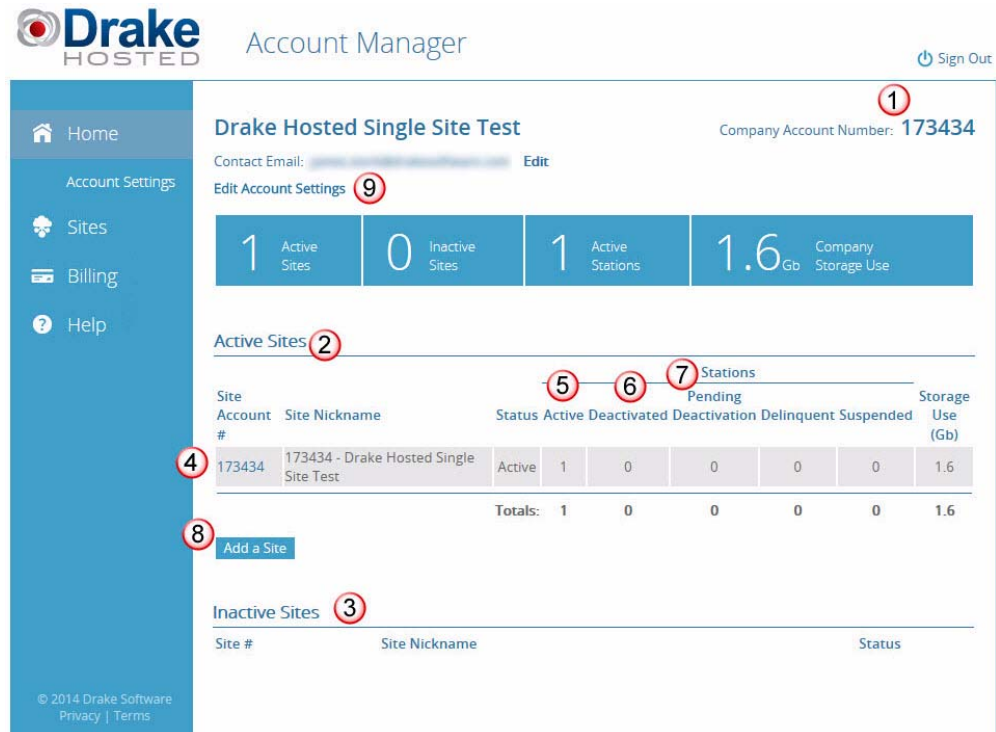 Drake
HOSTED
Account Manager
Sign Out
1
Home
Account Settings
Sites
Billing
Help
Drake Hosted Single Site Test
Company Account Number: 173434
Contact Email:
Edit
Edit Account Settings
9
1 Active Sites
0 Inactive Sites
1 Active Stations
1.6 Gb Company Storage Use
Active Sites
2
5
6
7
Stations
Site Account #
Site Nickname
Status
Active
Deactivated
Pending Deactivation
Delinquent
Suspended
Storage Use (Gb)
4
173434
173434 - Drake Hosted Single
Site Test
Active
1
0
0
0
0
1.6
Totals: 1 0 0 0 0 1.6
8
Add a Site
Inactive Sites
3
Site #
Site Nickname
Status
© 2014 Drake Software
Privacy | Terms